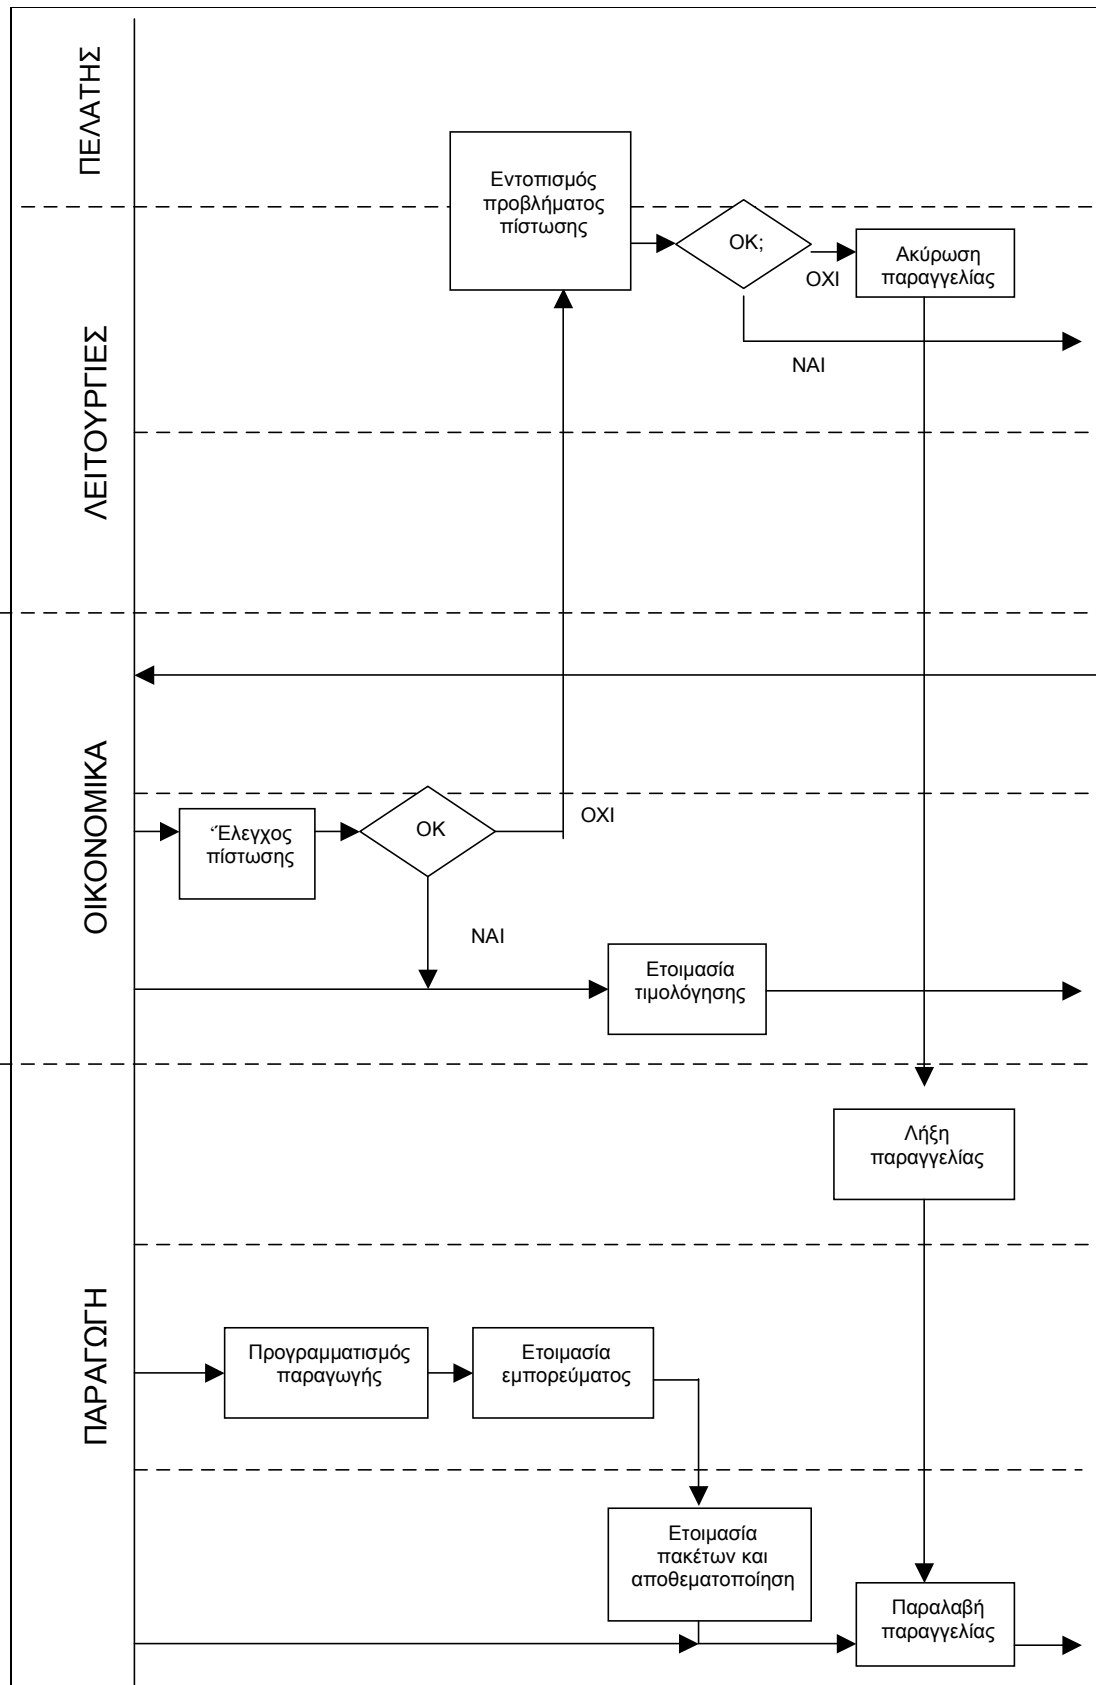 ΠΕΛΑΤΗΣ
Εντοπισμός
προβλήματος
πίστωσης
ΟΚ;
ΟΧΙ
Ακύρωση
παραγγελίας
ΝΑΙ
ΛΕΙΤΟΥΡΓΙΕΣ
ΟΙΚΟΝΟΜΙΚΑ
‘Έλεγχος
πίστωσης
ΟΚ
ΟΧΙ
ΝΑΙ
Ετοιμασία
τιμολόγησης
Λήξη
παραγγελίας
ΠΑΡΑΓΩΓΗ
Προγραμματισμός
παραγωγής
Ετοιμασία
εμπορεύματος
Ετοιμασία
πακέτων και
αποθεματοποίηση
Παραλαβή
παραγγελίας